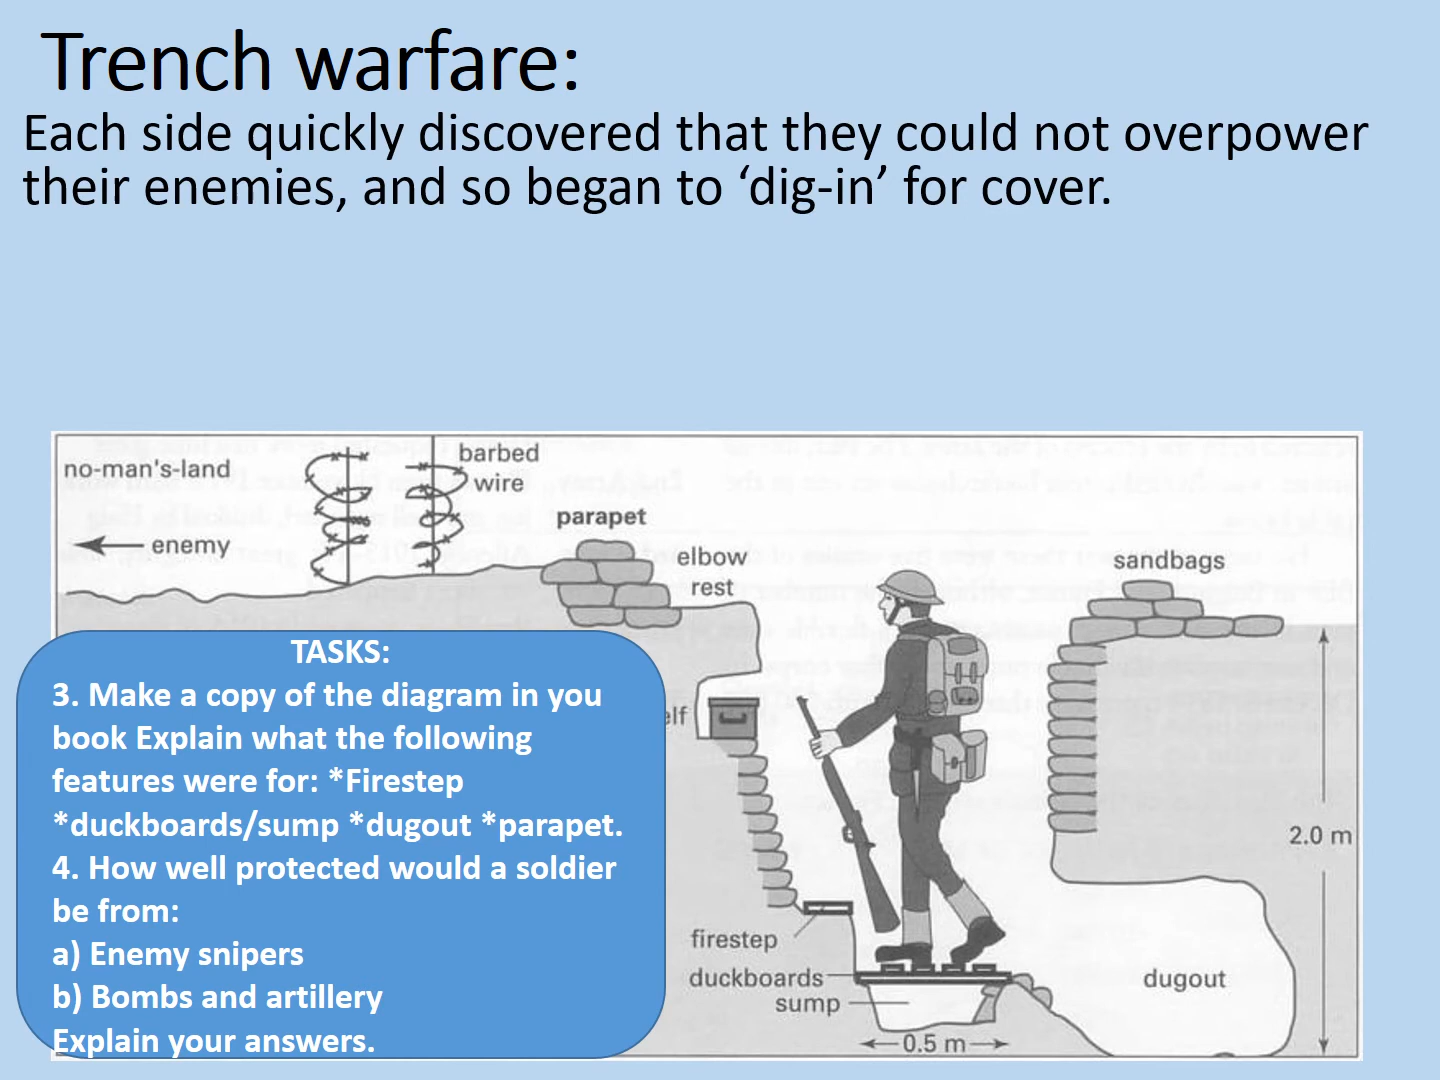 Trench warfare:
Each side quickly discovered that they could not overpower
their enemies, and so began to ‘dig-in’ for cover.
no-man's-land
enemy
barbed
wire
parapet
elbow
rest
sandbags
elf
2.0 m
firestep
duckboards
sump
0.5 m
dugout
TASKS:
3. Make a copy of the diagram in you
book Explain what the following
features were for: *Firestep
*duckboards/sump *dugout *parapet.
4. How well protected would a soldier
be from:
a) Enemy snipers
b) Bombs and artillery
Explain your answers.